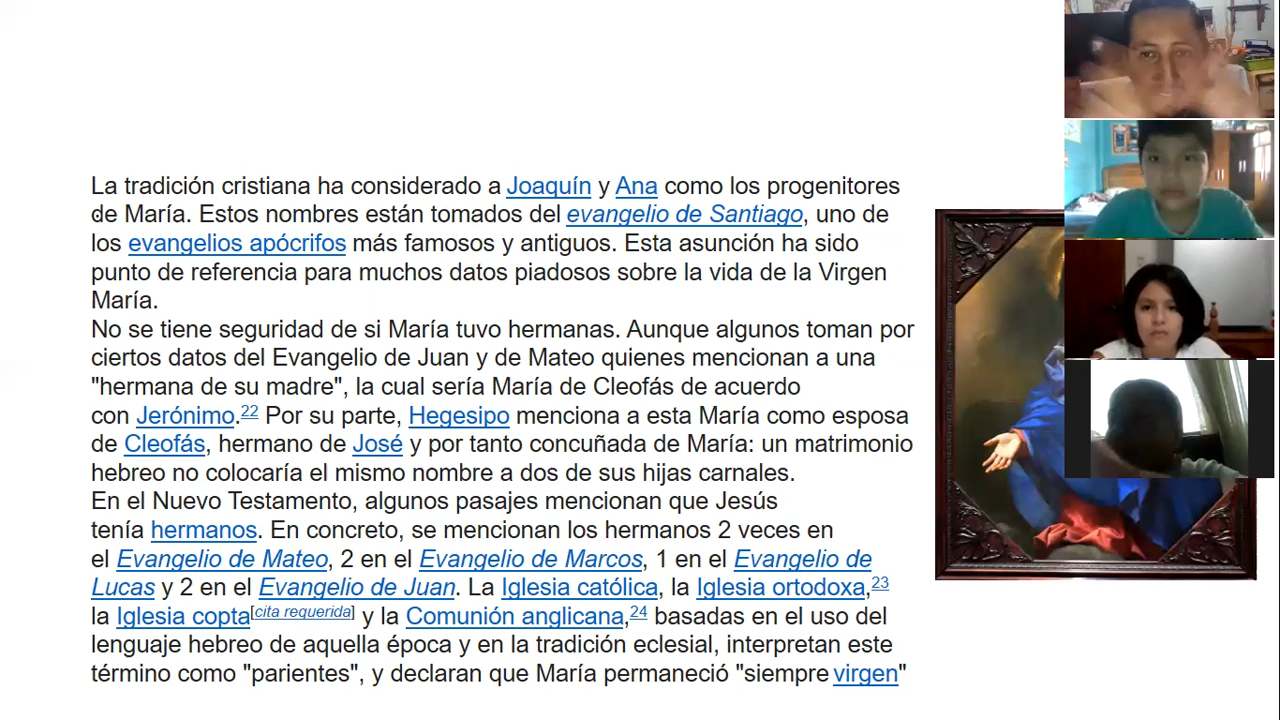 La tradición cristiana ha considerado a Joaquín y Ana como los progenitores
de María. Estos nombres están tomados del evangelio de Santiago, uno de
los evangelios apócrifos más famosos y antiguos. Esta asunción ha sido
punto de referencia para muchos datos piadosos sobre la vida de la Virgen
María.
No se tiene seguridad de si María tuvo hermanas. Aunque algunos toman por
ciertos datos del Evangelio de Juan y de Mateo quienes mencionan a una
"hermana de su madre", la cual sería María de Cleofás de acuerdo
con Jerónimo.22 Por su parte, Hegesipo menciona a esta María como esposa
de Cleofás, hermano de José y por tanto concuñada de María: un matrimonio
hebreo no colocaría el mismo nombre a dos de sus hijas carnales.
En el Nuevo Testamento, algunos pasajes mencionan que Jesús
tenía hermanos. En concreto, se mencionan los hermanos 2 veces en
el Evangelio de Mateo, 2 en el Evangelio de Marcos, 1 en el Evangelio de
Lucas y 2 en el Evangelio de Juan. La Iglesia católica, la Iglesia ortodoxa,23
la Iglesia copta[cita requerida] y la Comunión anglicana,24 basadas en el uso del
lenguaje hebreo de aquella época y en la tradición eclesial, interpretan este
término como "parientes", y declaran que María permaneció "siempre virgen"